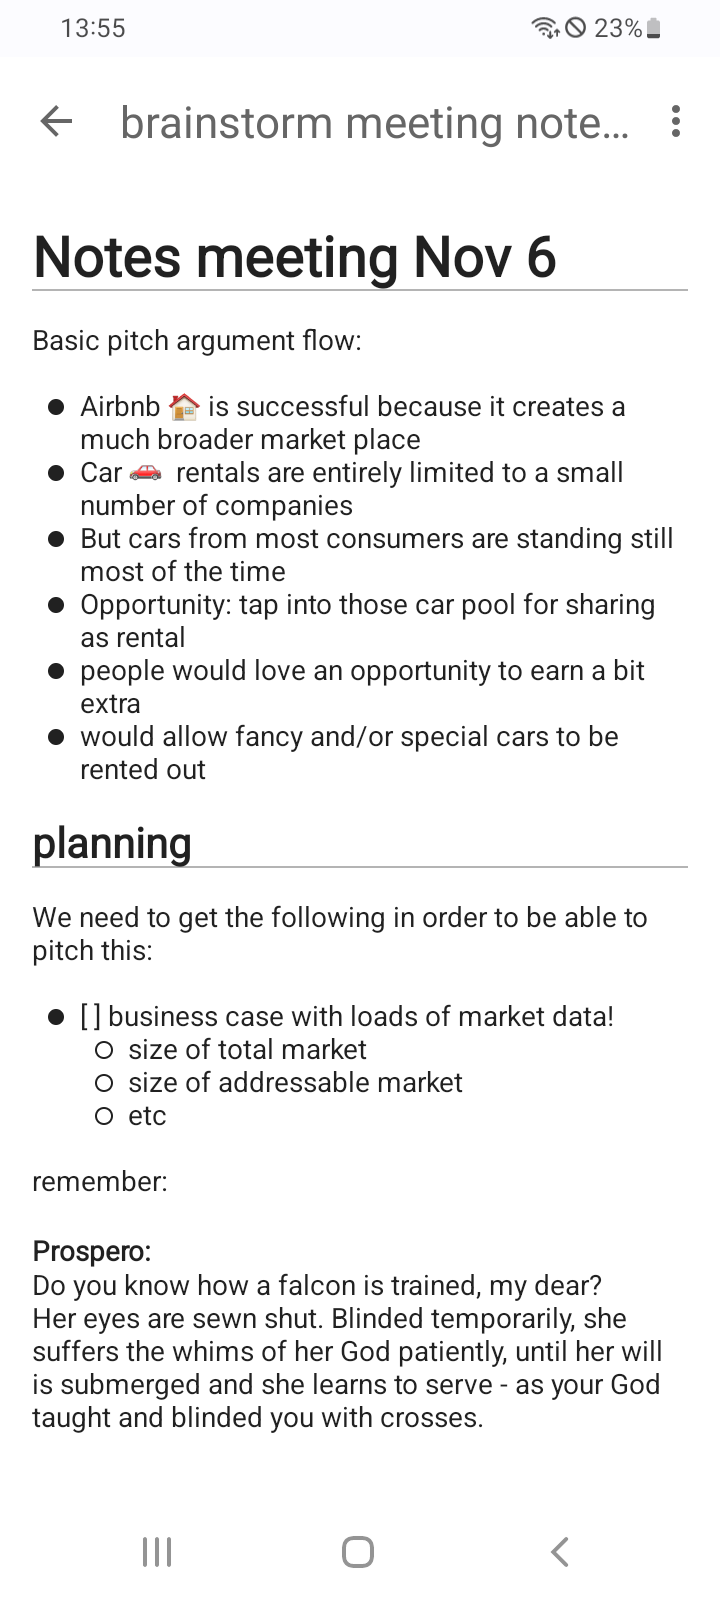 13:55
23%
brainstorm meeting note...
Notes meeting Nov 6
Basic pitch argument flow:
● Airbnb 🏠 is successful because it creates a
much broader market place
● Car 🚗 rentals are entirely limited to a small
number of companies
● But cars from most consumers are standing still
most of the time
● Opportunity: tap into those car pool for sharing
as rental
● people would love an opportunity to earn a bit
extra
● would allow fancy and/or special cars to be
rented out
planning
We need to get the following in order to be able to
pitch this:
● [ ] business case with loads of market data!
○ size of total market
○ size of addressable market
○ etc
remember:
Prospero:
Do you know how a falcon is trained, my dear?
Her eyes are sewn shut. Blinded temporarily, she
suffers the whims of her God patiently, until her will
is submerged and she learns to serve - as your God
taught and blinded you with crosses.